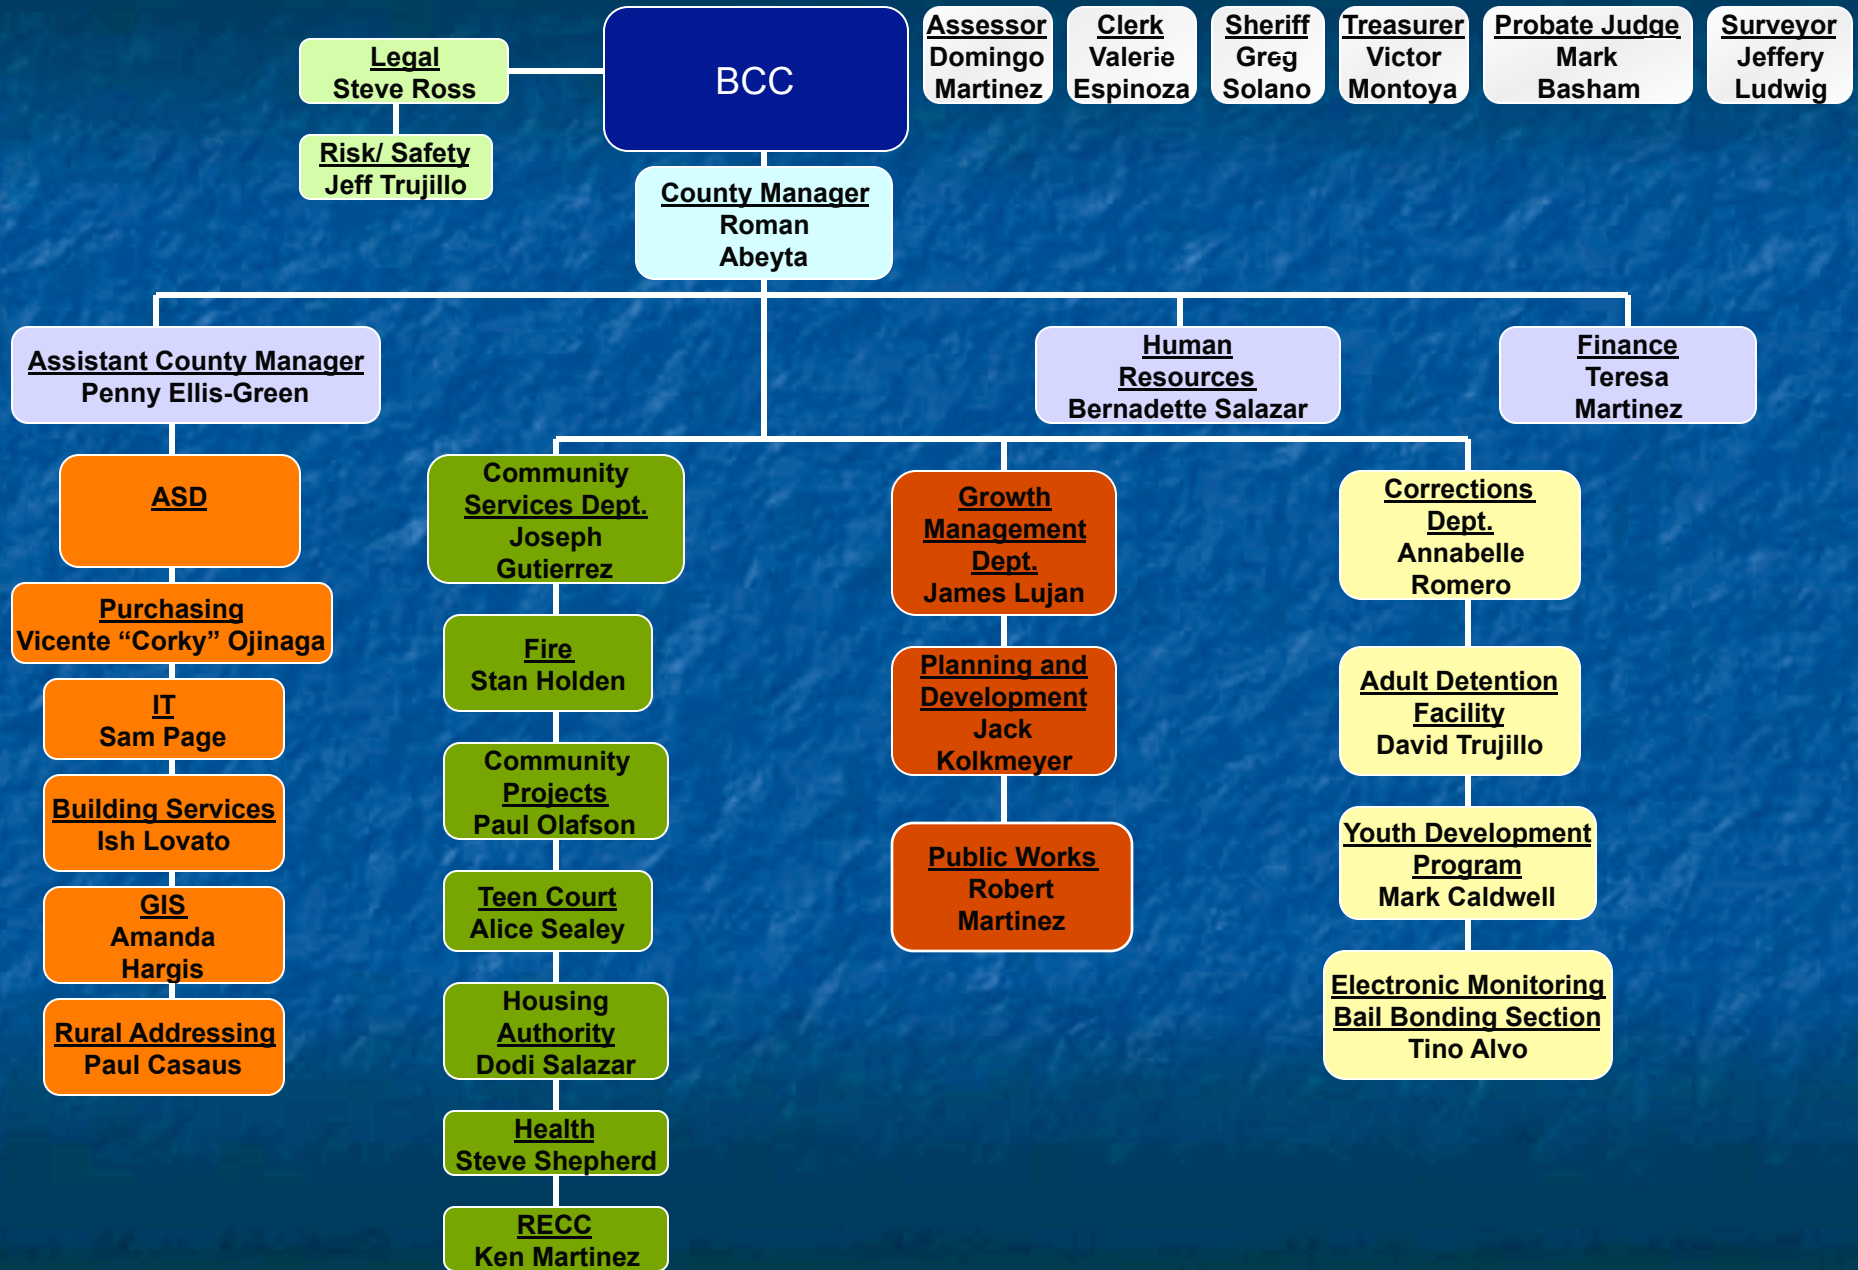 Legal
Steve Ross
Risk/ Safety
Jeff Trujillo
BCC
County Manager
Roman
Abeyta
Assessor
Domingo
Martinez
Clerk
Valerie
Espinoza
Sheriff
Greg
Solano
Treasurer
Victor
Montoya
Probate Judge
Mark
Basham
Surveyor
Jeffery
Ludwig
Assistant County Manager
Penny Ellis-Green
Human
Resources
Bernadette Salazar
Finance
Teresa
Martinez
ASD
Purchasing
Vicente “Corky” Ojinaga
IT
Sam Page
Building Services
Ish Lovato
GIS
Amanda
Hargis
Rural Addressing
Paul Casaus
Community
Services Dept.
Joseph
Gutierrez
Fire
Stan Holden
Community
Projects
Paul Olafson
Teen Court
Alice Sealey
Housing
Authority
Dodi Salazar
Health
Steve Shepherd
RECC
Ken Martinez
Growth
Management
Dept.
James Lujan
Planning and
Development
Jack
Kolkmeyer
Public Works
Robert
Martinez
Corrections
Dept.
Annabelle
Romero
Adult Detention
Facility
David Trujillo
Youth Development
Program
Mark Caldwell
Electronic Monitoring
Bail Bonding Section
Tino Alvo